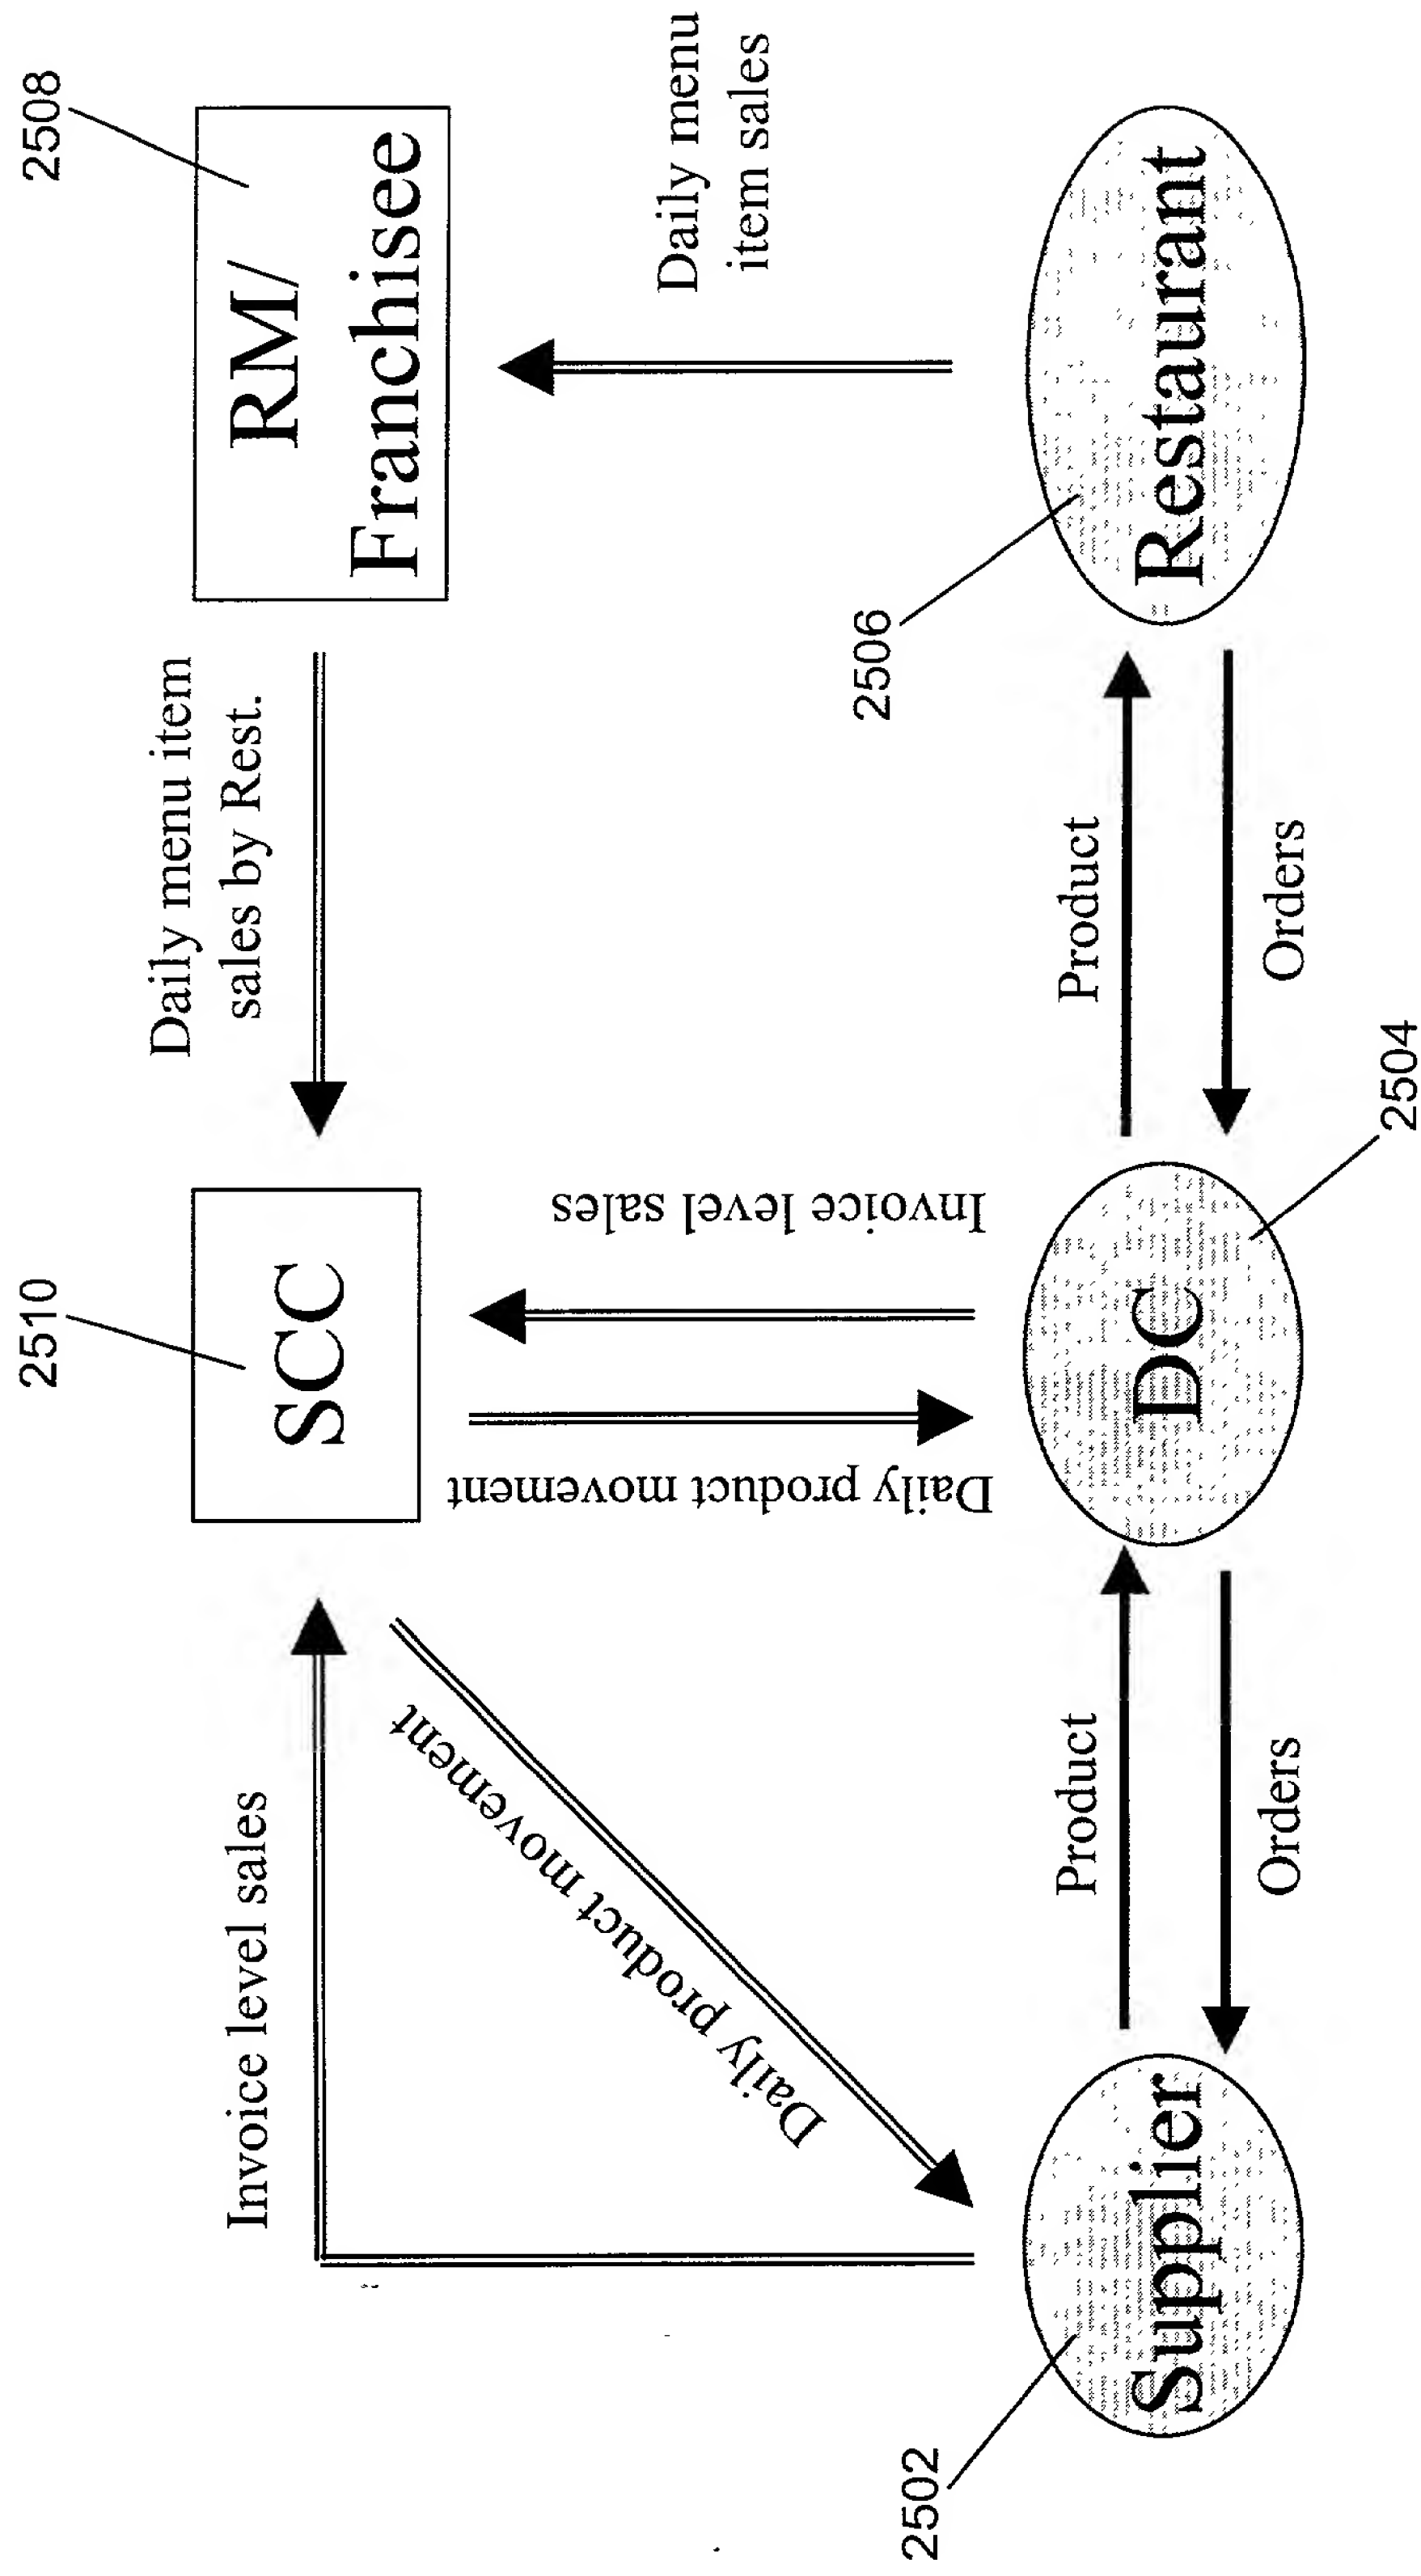 2510
2508
SCC
RM/
Franchisee
Invoice level sales
Daily menu item
sales by Rest.
Daily product movement
Daily product movement
Invoice level sales
Daily menu
item sales
2502
2506
Supplier
Product
Orders
DC
Product
Orders
Restaurant
2504